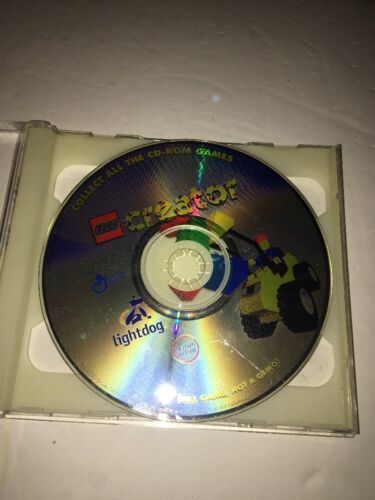 COLLECT ALL THE CD-ROM GAMES
LEGO creator
lightdog
FULL GAME, NOT A DEMO!